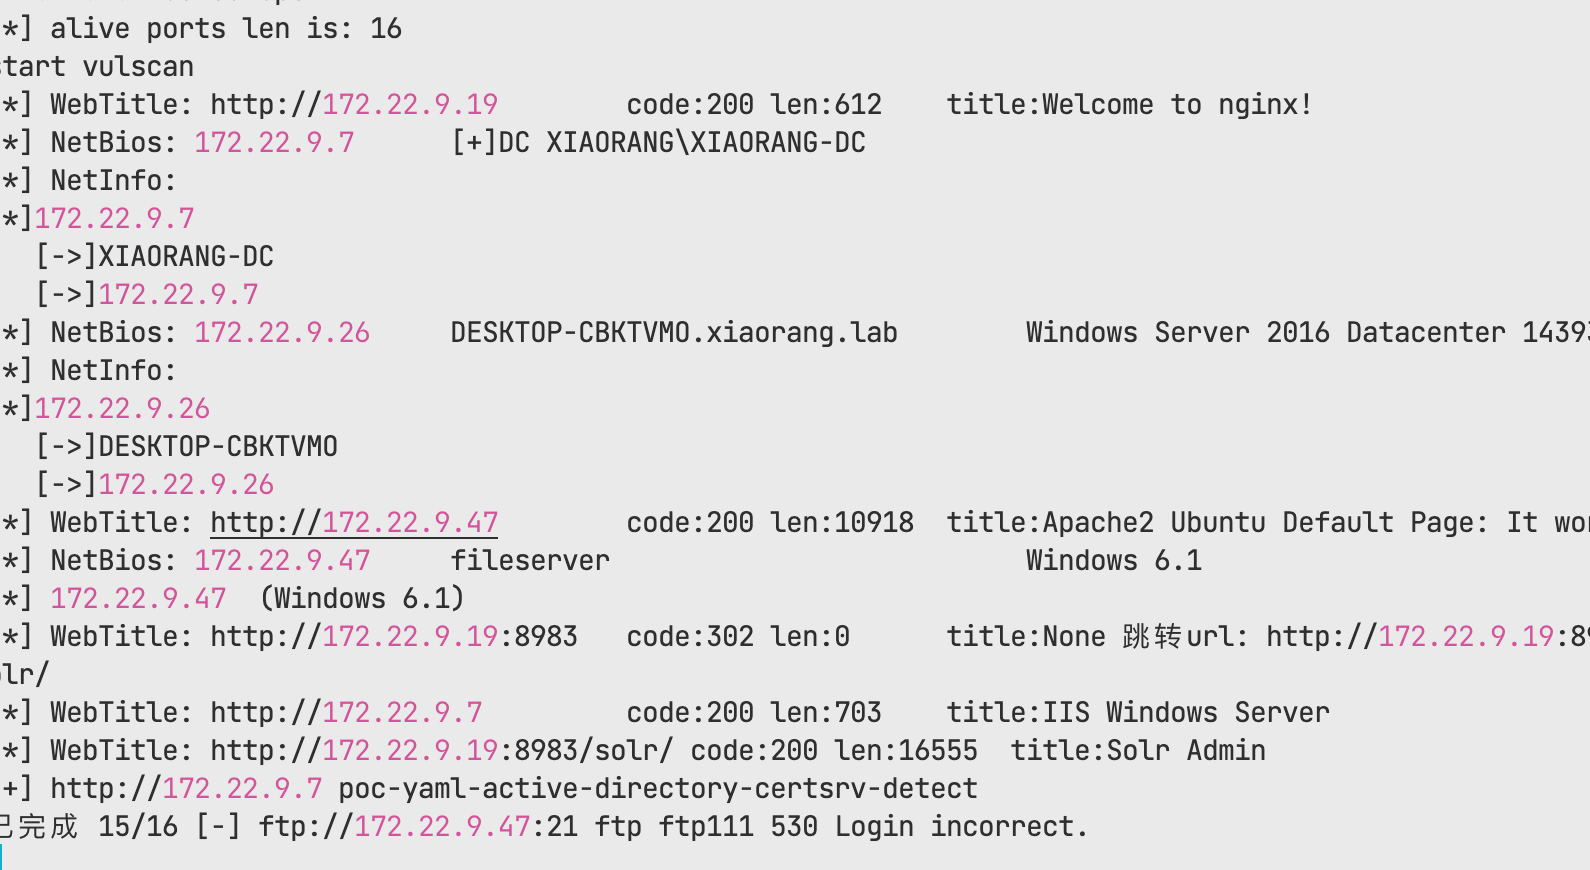 *] alive ports len is: 16
tart vulscan
*] WebTitle: http://172.22.9.19 code:200 len:612 title:Welcome to nginx!
*] NetBios: 172.22.9.7 [+]DC XIAORANG\XIAORANG-DC
*] NetInfo:
*]172.22.9.7
[->]XIAORANG-DC
[->]172.22.9.7
*] NetBios: 172.22.9.26 DESKTOP-CBKTVMO.xiaorang.lab Windows Server 2016 Datacenter 14393
*] NetInfo:
*]172.22.9.26
[->]DESKTOP-CBKTVMO
[->]172.22.9.26
*] WebTitle: http://172.22.9.47 code:200 len:10918 title:Apache2 Ubuntu Default Page: It wor
*] NetBios: 172.22.9.47 fileserver Windows 6.1
*] 172.22.9.47 (Windows 6.1)
*] WebTitle: http://172.22.9.19:8983 code:302 len:0 title:None 跳转url: http://172.22.9.19:89
olr/
*] WebTitle: http://172.22.9.7 code:200 len:703 title:IIS Windows Server
*] WebTitle: http://172.22.9.19:8983/solr/ code:200 len:16555 title:Solr Admin
+] http://172.22.9.7 poc-yaml-active-directory-certsrv-detect
已完成 15/16 [-] ftp://172.22.9.47:21 ftp ftp111 530 Login incorrect.